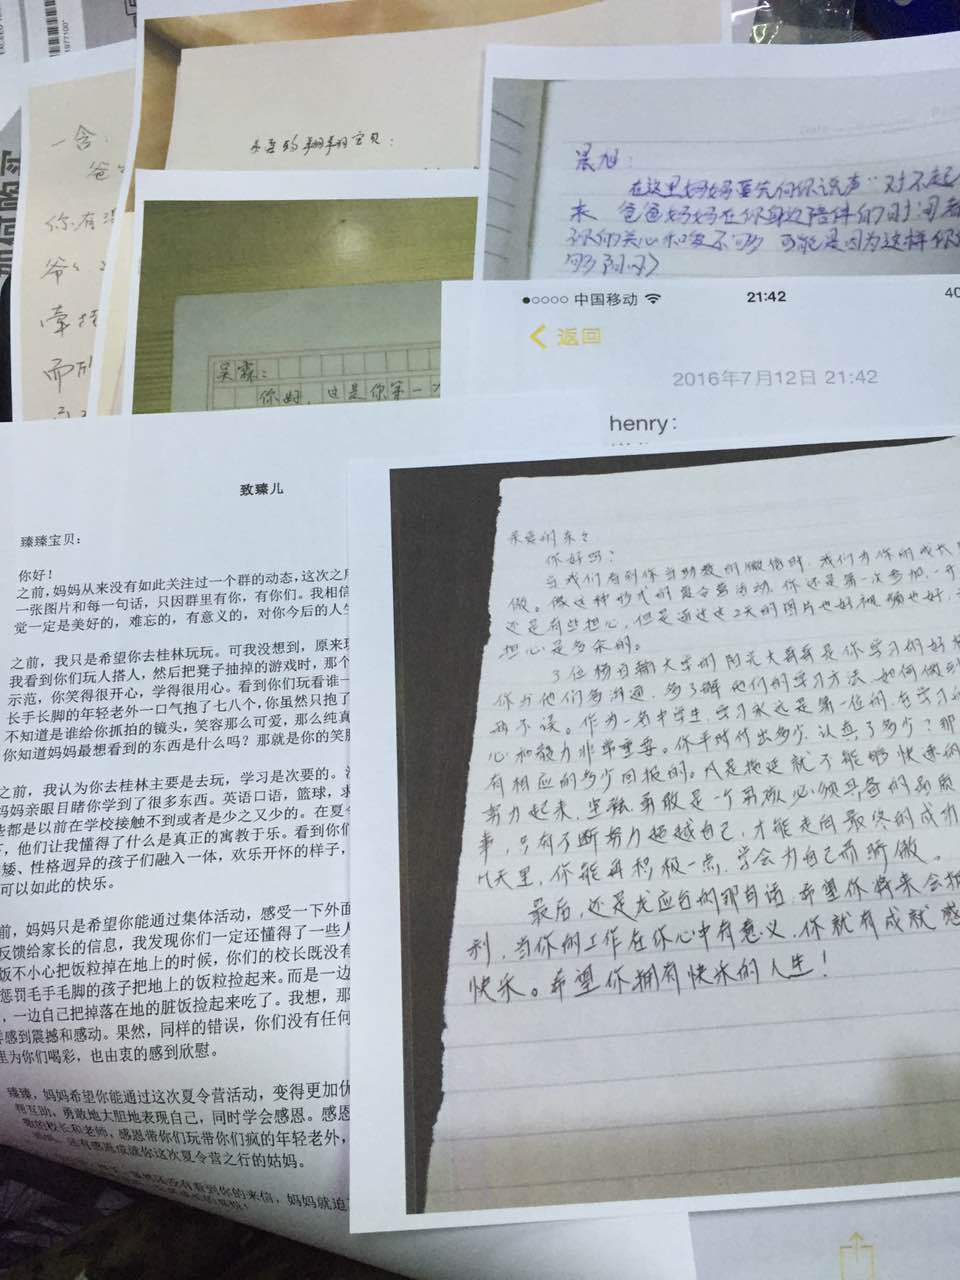 一含：
你有
牵挂
而
亲爱的翔翔宝贝：
晨旭：
在这里妈妈要先向你说声"对不起
来 爸爸妈妈在你身边陪伴的时间
你的关心和爱不够 可能是因为这样你
够阳
吴霖：
你好，这是你第一
中国移动
21:42
40
返回
2016年7月12日 21:42
henry：
致臻儿
臻臻宝贝：
你好！
之前，妈妈从来没有如此关注过一个群的动态，这次之
一张图片和每一句话，只因群里有你，有你们。我相信
觉一定是美好的，难忘的，有意义的，对你今后的人生
之前，我只是希望你去桂林玩玩。可我没想到，原来
我看到你们玩人搭人，然后把凳子抽掉的游戏时，那个
示范，你笑得很开心，学得很用心。看到你们玩看谁一
长手长脚的年轻老外一口气抱了七八个，你虽然只抱了
不知道是谁给你抓拍的镜头，笑容那么可爱，那么纯真
你知道妈妈最想看到的东西是什么吗？那就是你的笑
之前，我认为你去桂林主要是去玩，学习是次要的。
妈妈亲眼目睹你学到了很多东西。英语口语，篮球，求
些都是以前在学校接触不到或者是少之又少的。在夏
，他们让我懂得了什么是真正的寓教于乐。看到你们
矮、性格迥异的孩子们融入一体，欢乐开怀的样子，
可以如此的快乐。
前，妈妈只是希望你能通过集体活动，感受一下外面
反馈给家长的信息，我发现你们一定还懂得了一些人
饭不小心把饭粒掉在地上的时候，你们的校长既没有
惩罚毛手毛脚的孩子把地上的饭粒捡起来。而是一边
，一边自己把掉落在地的脏饭捡起来吃了。我想，那
感到震撼和感动。果然，同样的错误，你们没有任何
里为你们喝彩，也由衷的感到欣慰。
臻臻，妈妈希望你能通过这次夏令营活动，变得更加优
相互助，勇敢地大胆地表现自己，同时学会感恩。感恩
的校长和老师，感恩带你们玩带你们疯的年轻老外，
还有感恩成就你这次夏令营之行的姑妈。
没有看到你的来信，妈妈就追
亲爱的来来
你好吗！
当我们看到你当助教的微信时，我们为你的成长
做。像这种形式的夏令营活动，你还是第一次参加，一
还是有些担心，但是通过这2天的图片也好视频也好，
担心是多余的。
3位杨百翰大学的阳光大哥哥是你学习的好
你与他们多沟通，多了解他们的学习方法，如何做到
两不误。作为一名中学生，学习永远是第一位的，在学习
心和毅力非常重要。你平时付出多少，认真了多少？那
有相应的多少回报的。凡是拖延就不能够快速的
努力起来，坚强、勇敢是一个男孩必须具备的品质
事，只有不断努力超越自己，才能走向最终的成功
几天里，你能再积极一点，学会为自己而骄傲。
最后，还是龙应台的那句话，希望你将来会拥
利，当你的工作在你心中有意义，你就有成就感
快乐。希望你拥有快乐的人生！